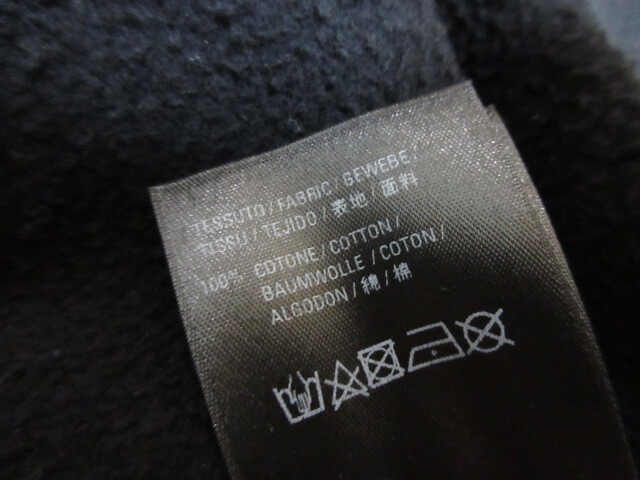 TESSUTO / FABRIC / GEWEBE /
TISSU / TEJIDO / 表地 / 面料
100% COTONE / COTTON /
BAUMWOLLE / COTON /
ALGODON / 綿 / 棉